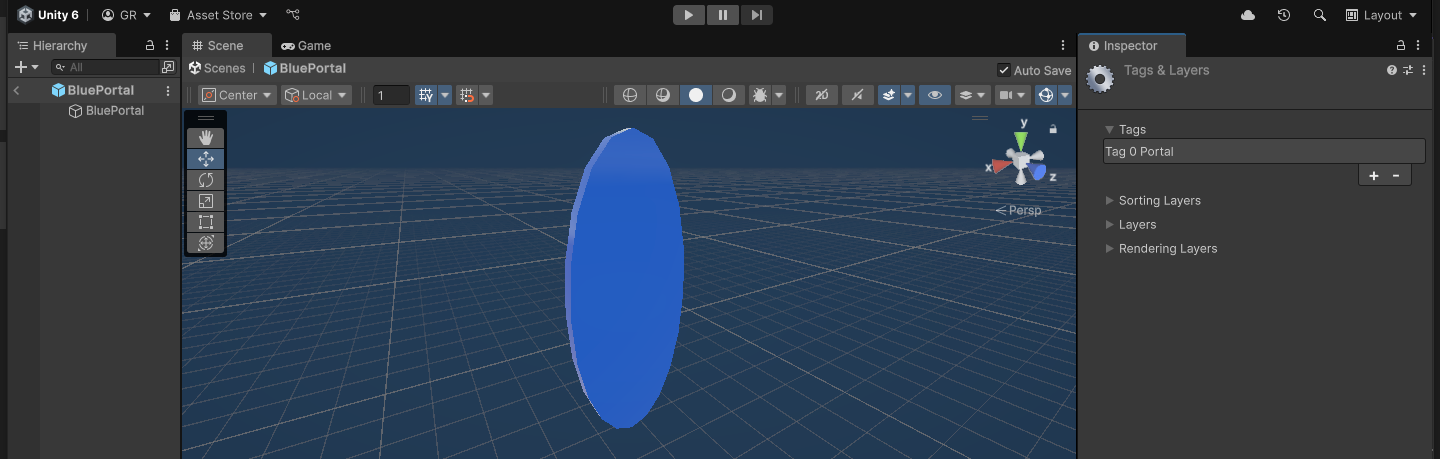 Unity 6 GR Asset Store Layout
Hierarchy Scene Game Inspector
All Scenes BluePortal Auto Save Tags & Layers
BluePortal Center Local 1 2D
BluePortal
y
Tags
Tag 0 Portal
x z
+ -
Sorting Layers
Persp
Layers
Rendering Layers